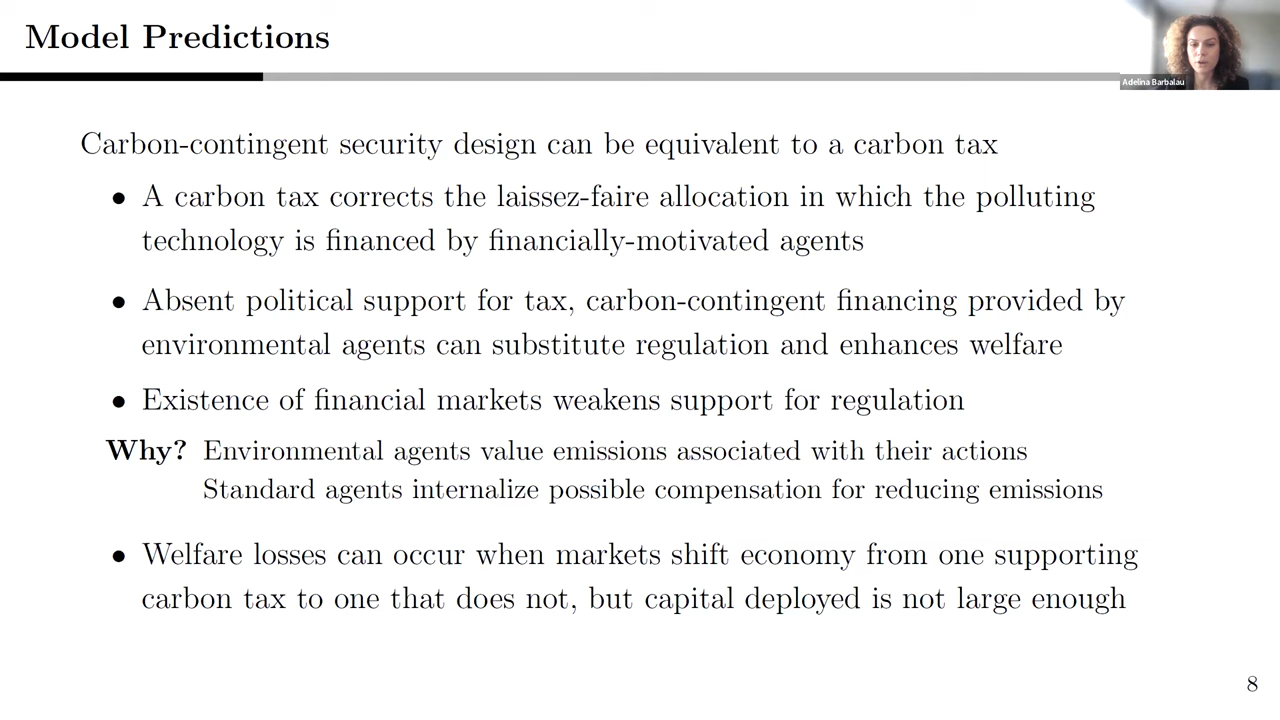 Model Predictions
Adelina Barbalau
Carbon-contingent security design can be equivalent to a carbon tax
• A carbon tax corrects the laissez-faire allocation in which the polluting
technology is financed by financially-motivated agents
• Absent political support for tax, carbon-contingent financing provided by
environmental agents can substitute regulation and enhances welfare
• Existence of financial markets weakens support for regulation
Why? Environmental agents value emissions associated with their actions
Standard agents internalize possible compensation for reducing emissions
• Welfare losses can occur when markets shift economy from one supporting
carbon tax to one that does not, but capital deployed is not large enough
8